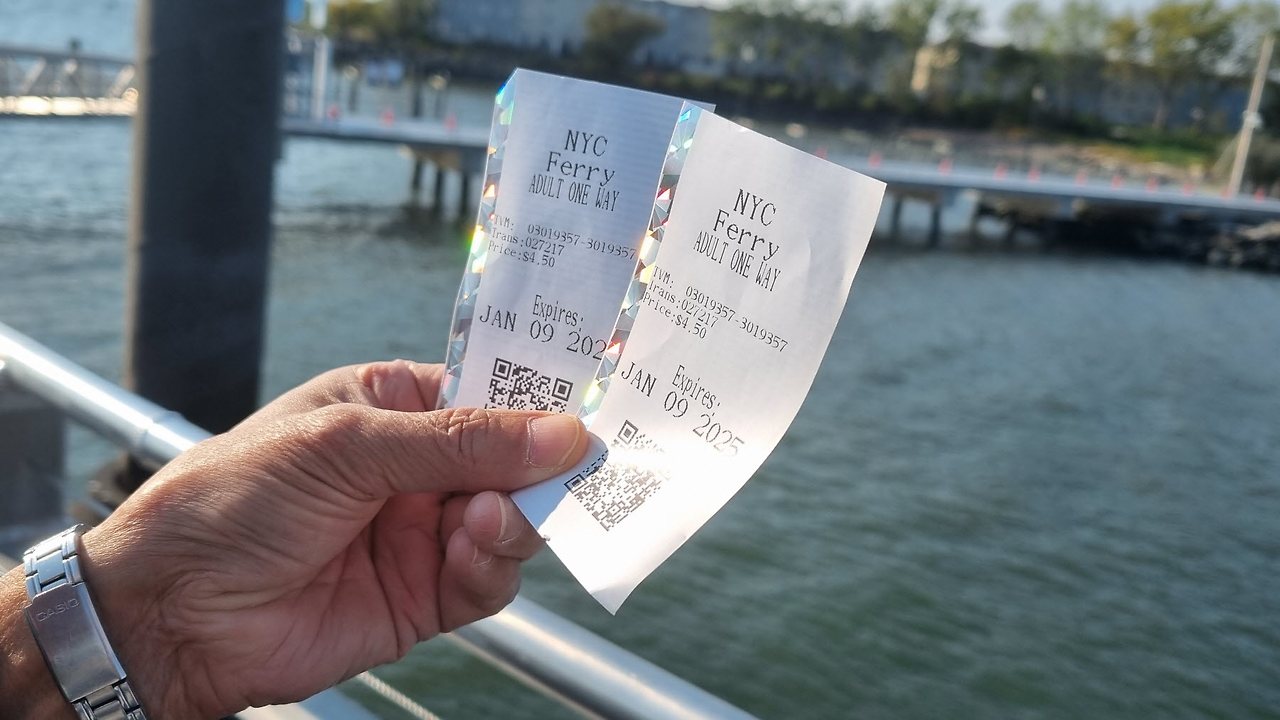 NYC
Ferry
ADULT ONE WAY
TVM: 03019357-3019357
Trans:027217
Price:$4.50
Expires:
JAN 09 202
NYC
Ferry
ADULT ONE WAY
TVM: 03019357-3019357
Trans:027217
Price:$4.50
Expires:
JAN 09 2025
CASIO